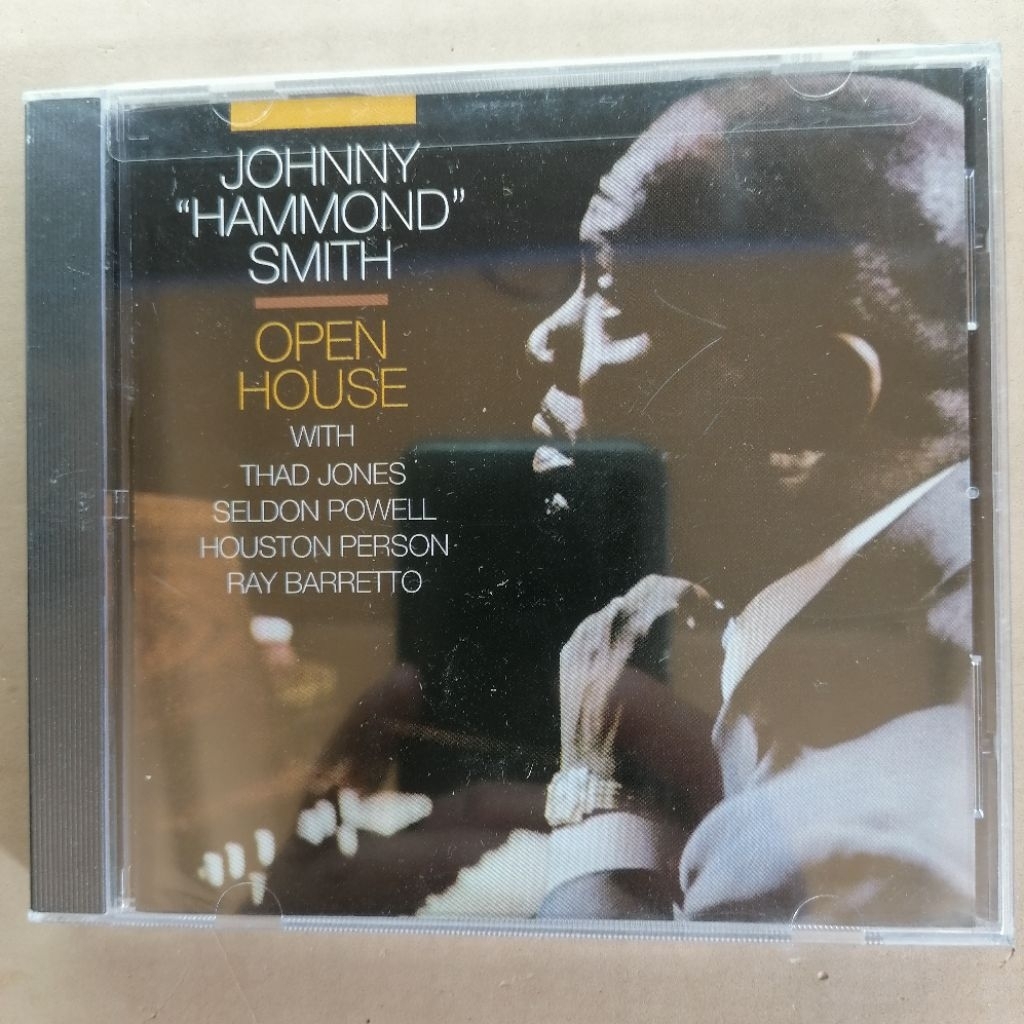 JOHNNY
"HAMMOND"
SMITH
OPEN
HOUSE
WITH
THAD JONES
SELDON POWELL
HOUSTON PERSON
RAY BARRETTO